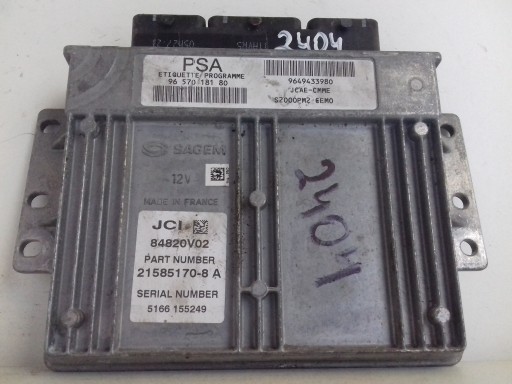 2404
PSA
ETIQUETTE/PROGRAMME
96 570 181 80
9649433980
JCAE-CMME
S2000PM2-EEMO
SAGEM
12V
MADE IN FRANCE
JCI
84820V02
PART NUMBER
21585170-8 A
SERIAL NUMBER
5166 155249
2404